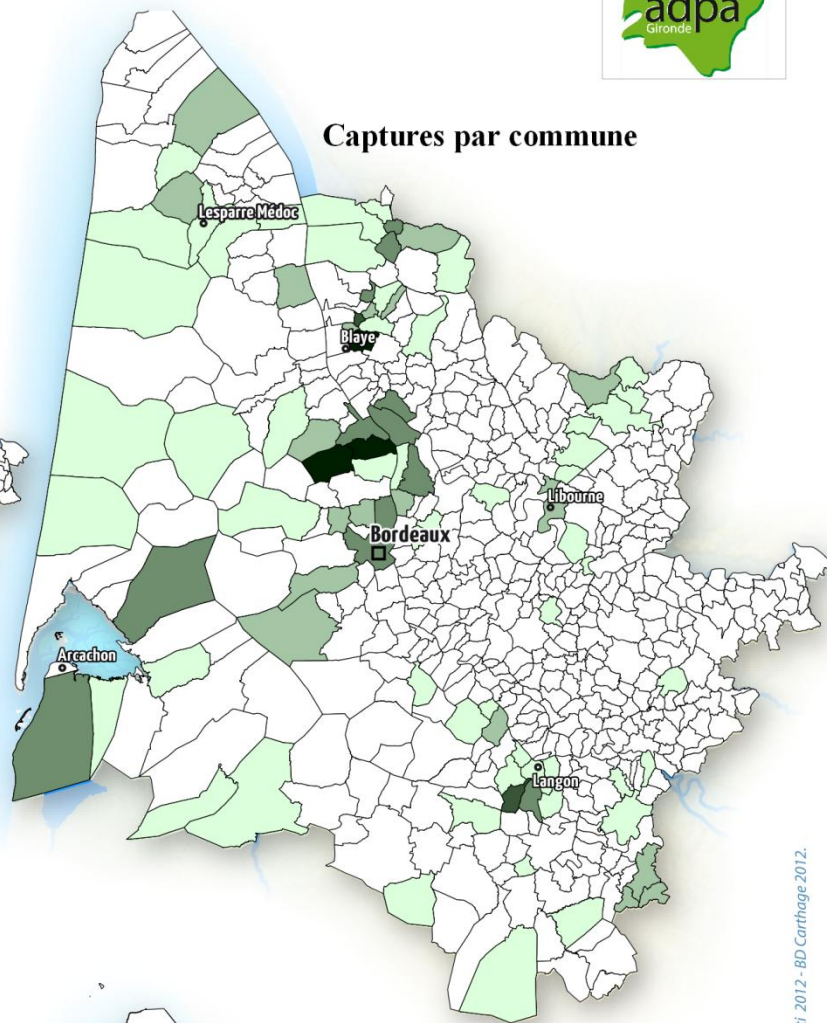 adpa
Gironde
Captures par commune
Lesparre Médoc
Blaye
Libourne
Bordeaux
Arcachon
Langon
2012 - BD Carthage 2012.